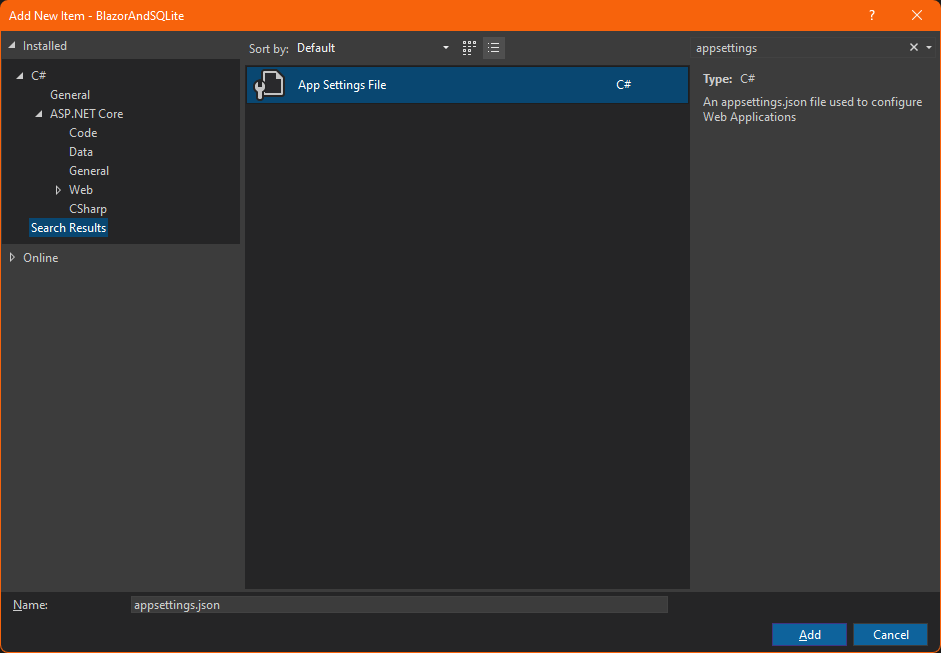 Add New Item - BlazorAndSQLite
?
Installed
Sort by: Default
appsettings
C#
General
ASP.NET Core
Code
Data
General
Web
CSharp
Search Results
Online
App Settings File C#
Type: C#
An appsettings.json file used to configure
Web Applications
Name: appsettings.json
Add Cancel